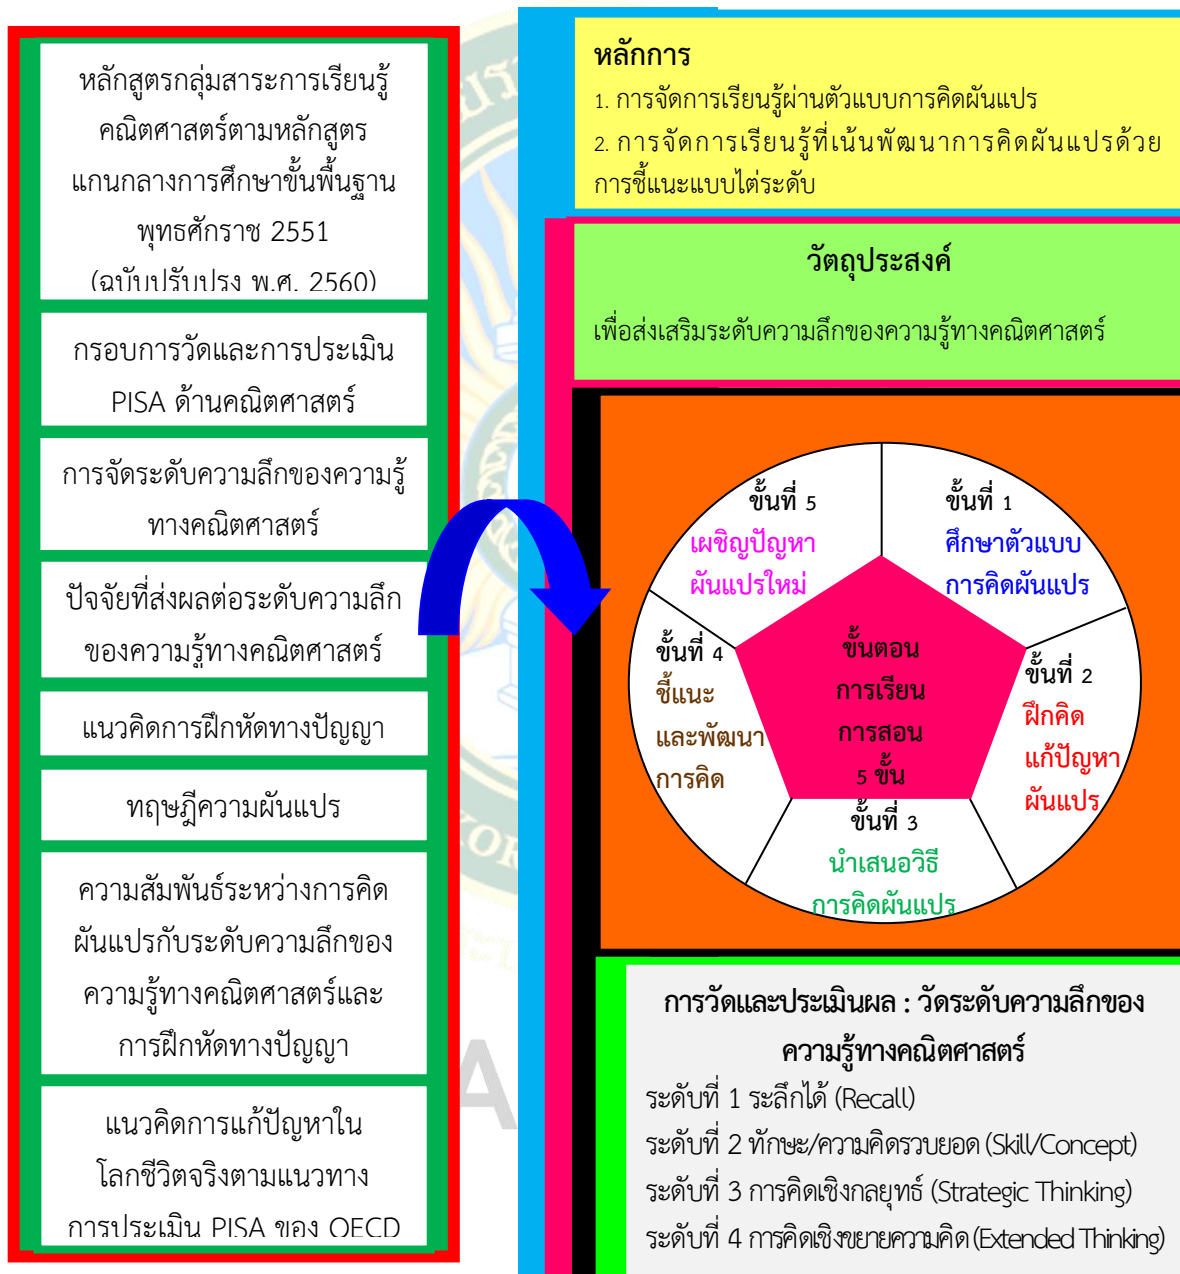 หลักสูตรกลุ่มสาระการเรียนรู้
คณิตศาสตร์ตามหลักสูตร
แกนกลางการศึกษาขั้นพื้นฐาน
พุทธศักราช 2551
(ฉบับปรับปรุง พ.ศ. 2560)
กรอบการวัดและการประเมิน
PISA ด้านคณิตศาสตร์
การจัดระดับความลึกของความรู้
ทางคณิตศาสตร์
ปัจจัยที่ส่งผลต่อระดับความลึก
ของความรู้ทางคณิตศาสตร์
แนวคิดการฝึกหัดทางปัญญา
ทฤษฎีความผันแปร
ความสัมพันธ์ระหว่างการคิด
ผันแปรกับระดับความลึกของ
ความรู้ทางคณิตศาสตร์และ
การฝึกหัดทางปัญญา
แนวคิดการแก้ปัญหาใน
โลกชีวิตจริงตามแนวทาง
การประเมิน PISA ของ OECD
หลักการ
1. การจัดการเรียนรู้ผ่านตัวแบบการคิดผันแปร
2. การจัดการเรียนรู้ที่เน้นพัฒนาการคิดผันแปรด้วย
การชี้แนะแบบไต่ระดับ
วัตถุประสงค์
เพื่อส่งเสริมระดับความลึกของความรู้ทางคณิตศาสตร์
ขั้นตอน
การเรียน
การสอน
5 ขั้น
ขั้นที่ 1
ศึกษาตัวแบบ
การคิดผันแปร
ขั้นที่ 2
ฝึกคิด
แก้ปัญหา
ผันแปร
ขั้นที่ 3
นำเสนอวิธี
การคิดผันแปร
ขั้นที่ 4
ชี้แนะ
และพัฒนา
การคิด
ขั้นที่ 5
เผชิญปัญหา
ผันแปรใหม่
การวัดและประเมินผล : วัดระดับความลึกของ
ความรู้ทางคณิตศาสตร์
ระดับที่ 1 ระลึกได้ (Recall)
ระดับที่ 2 ทักษะ/ความคิดรวบยอด (Skill/Concept)
ระดับที่ 3 การคิดเชิงกลยุทธ์ (Strategic Thinking)
ระดับที่ 4 การคิดเชิงขยายความคิด (Extended Thinking)